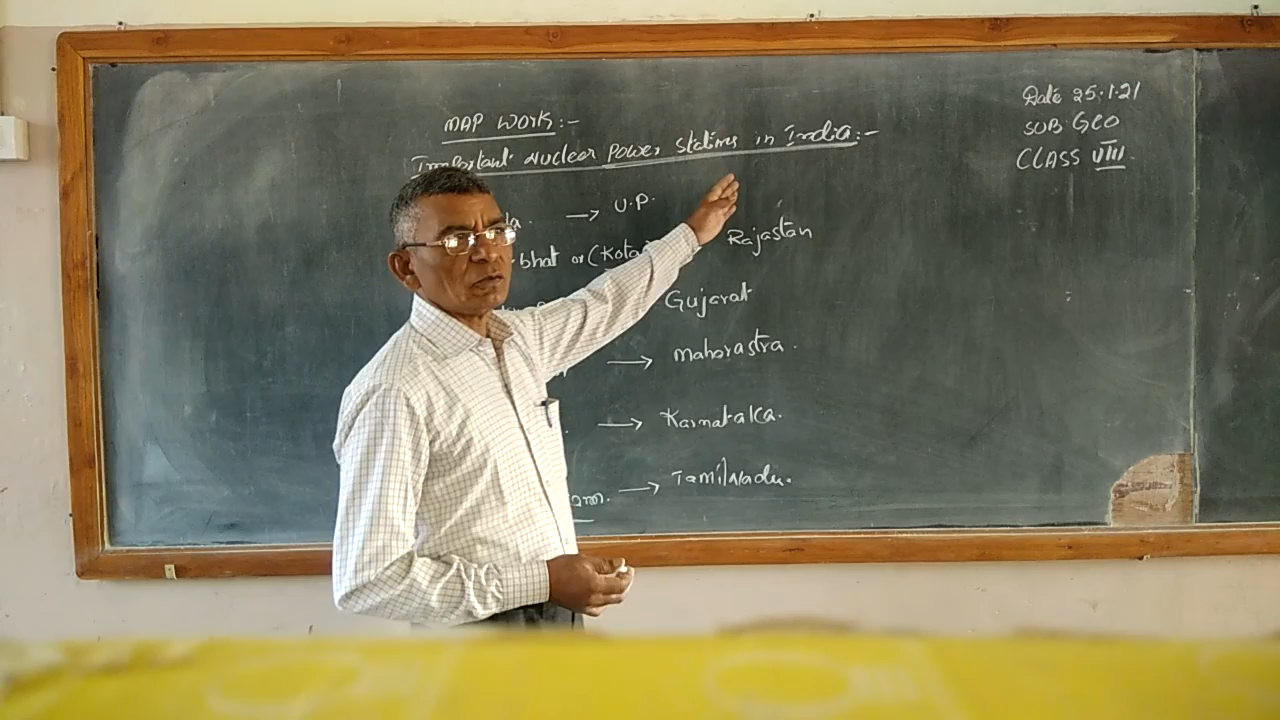 MAP WORK:-
Important Nuclear Power Stations in India:-
Date 25.1.21
SUB. GEO
CLASS VIII.
→ U.P.
bhat or (Kota Rajastan
Gujarat
→ Maharastra.
→ Karnataka.
→ TamilNadu.